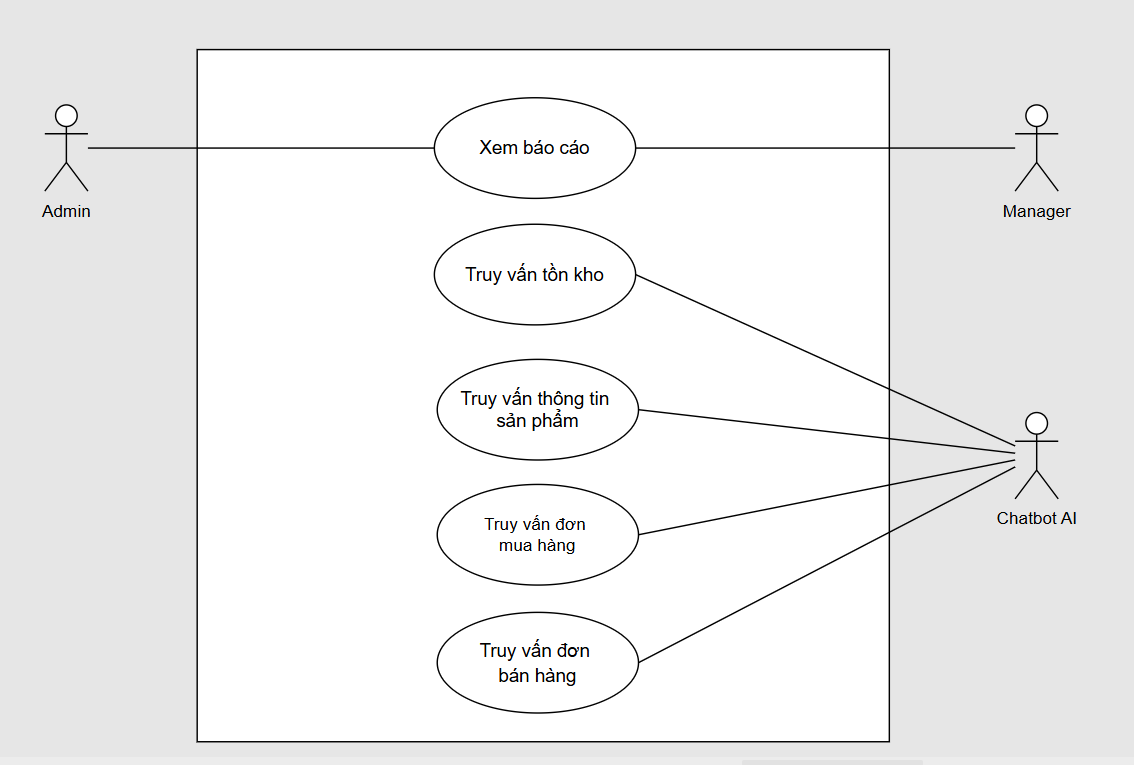 Xem báo cáo
Admin
Manager
Truy vấn tồn kho
Truy vấn thông tin
sản phẩm
Truy vấn đơn
mua hàng
Chatbot AI
Truy vấn đơn
bán hàng